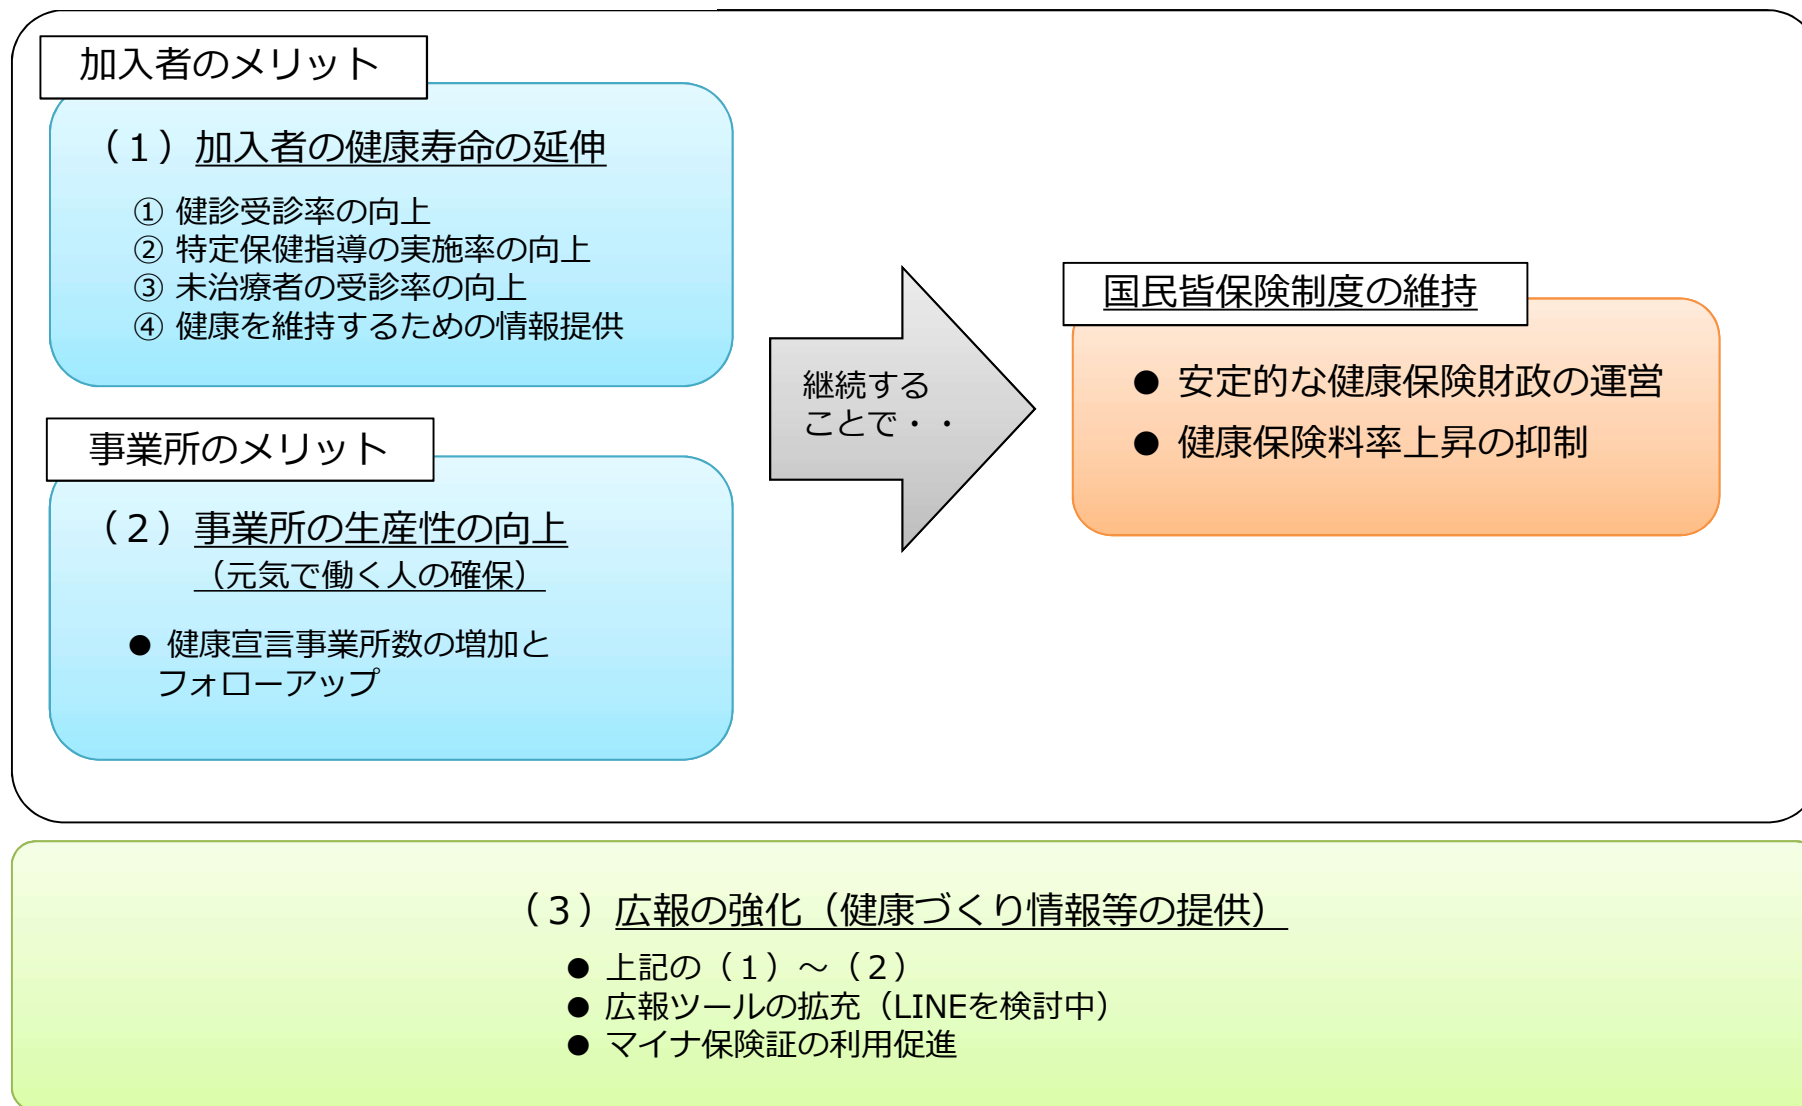 加入者のメリット
（１）加入者の健康寿命の延伸
① 健診受診率の向上
② 特定保健指導の実施率の向上
③ 未治療者の受診率の向上
④ 健康を維持するための情報提供
事業所のメリット
（２）事業所の生産性の向上
（元気で働く人の確保）
● 健康宣言事業所数の増加と
フォローアップ
継続する
ことで・・
国民皆保険制度の維持
● 安定的な健康保険財政の運営
● 健康保険料率上昇の抑制
（３）広報の強化（健康づくり情報等の提供）
● 上記の（１）～（２）
● 広報ツールの拡充（LINEを検討中）
● マイナ保険証の利用促進